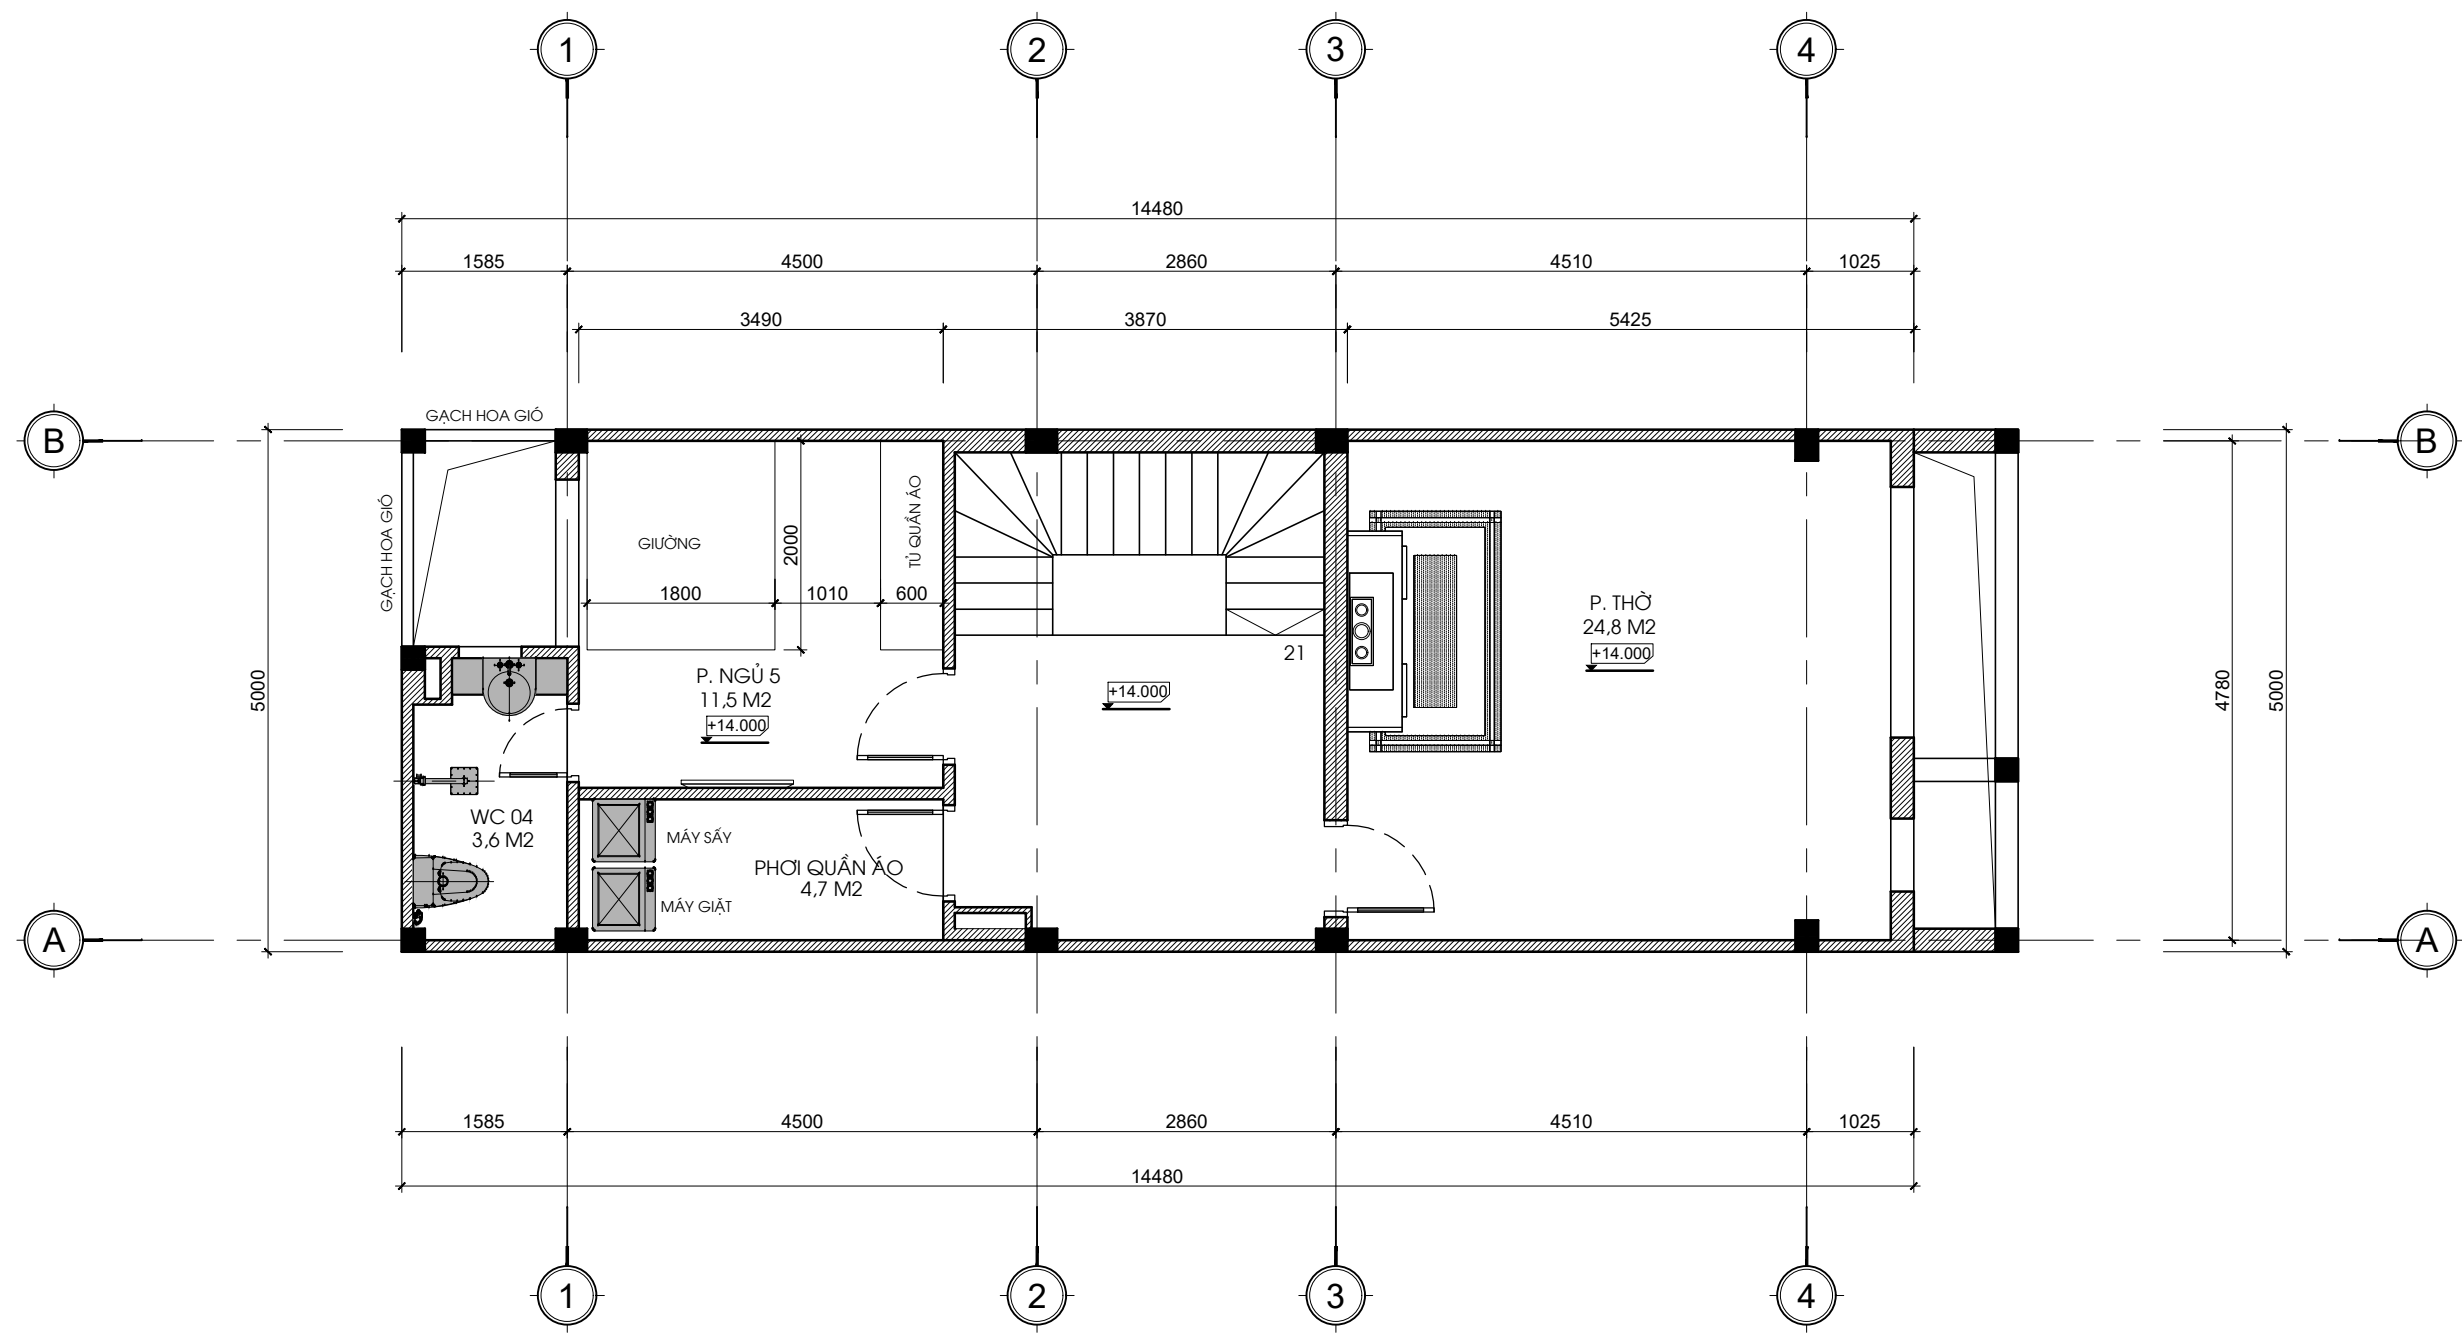 1
2
3
4
14480
1585
4500
2860
4510
1025
3490
3870
5425
GẠCH HOA GIÓ
B
B
GẠCH HOA GIÓ
GIƯỜNG
2000
TỦ QUẦN ÁO
1800
1010
600
P. THỜ
24,8 M2
+14.000
21
P. NGỦ 5
11,5 M2
+14.000
+14.000
5000
4780
5000
WC 04
3,6 M2
MÁY SẤY
PHƠI QUẦN ÁO
4,7 M2
MÁY GIẶT
A
A
1585
4500
2860
4510
1025
14480
1
2
3
4